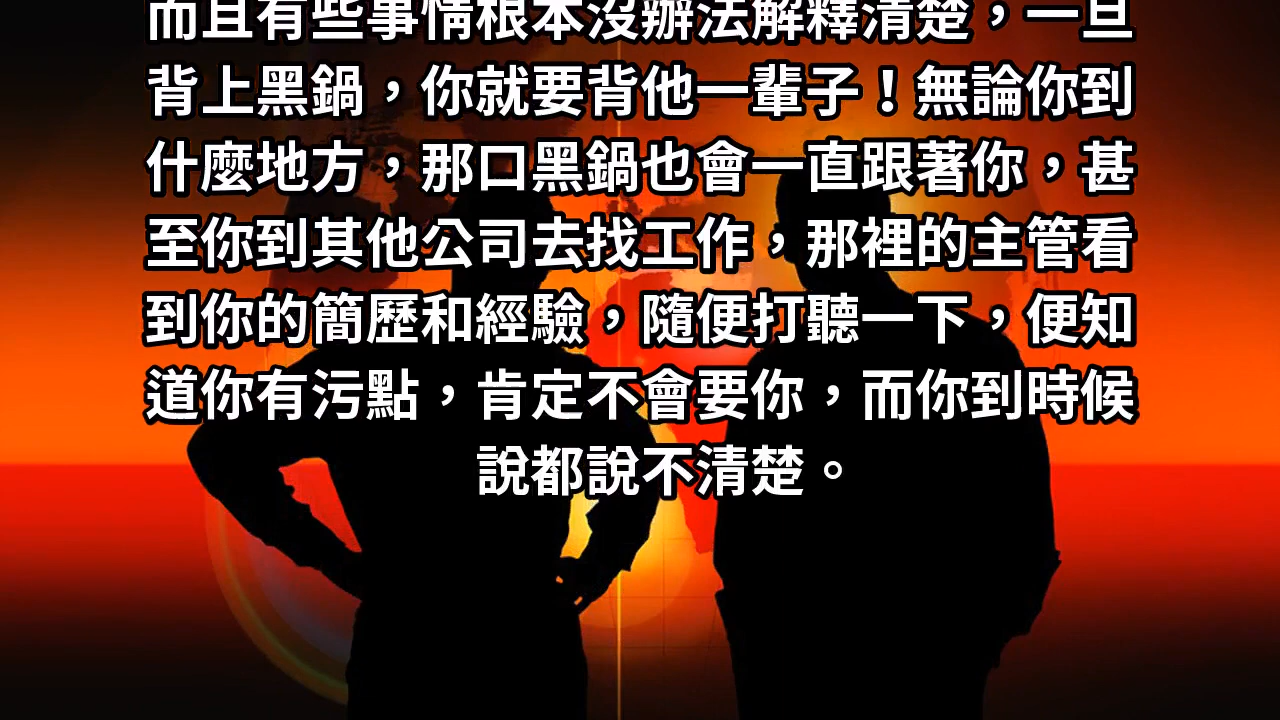 而且有些事情根本沒辦法解釋清楚，一旦
背上黑鍋，你就要背他一輩子！無論你到
什麼地方，那口黑鍋也會一直跟著你，甚
至你到其他公司去找工作，那裡的主管看
到你的簡歷和經驗，隨便打聽一下，便知
道你有污點，肯定不會要你，而你到時候
說都說不清楚。